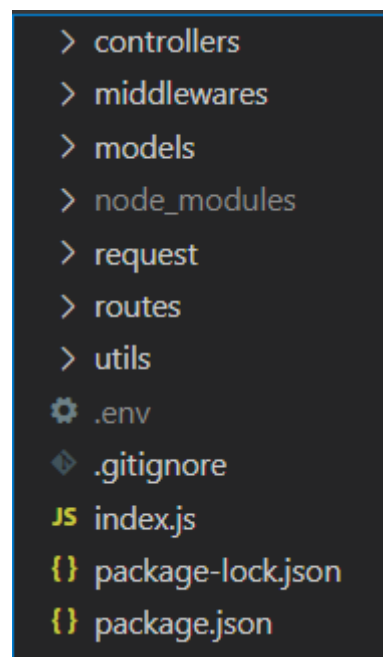 controllers
middlewares
models
node_modules
request
routes
utils
.env
.gitignore
JS index.js
{} package-lock.json
{} package.json